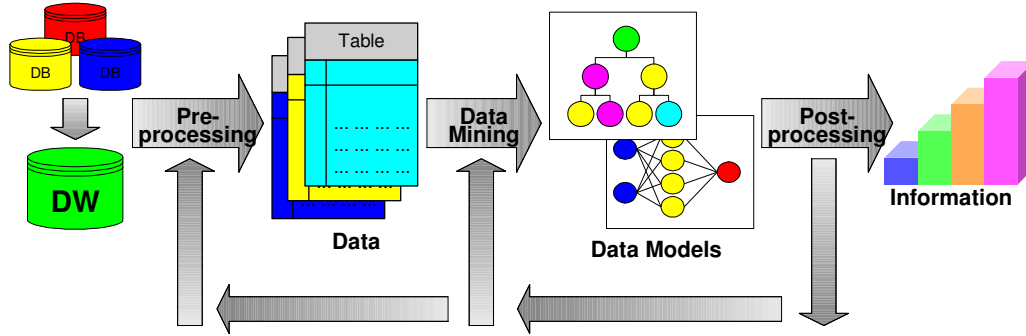 DB
DB
DB
DW
Pre-
processing
Table
... ... ... ...
... ... ... ...
... ... ... ...
... ... ... ...
... ... ... ...
Data
Data
Mining
Data Models
Post-
processing
Information